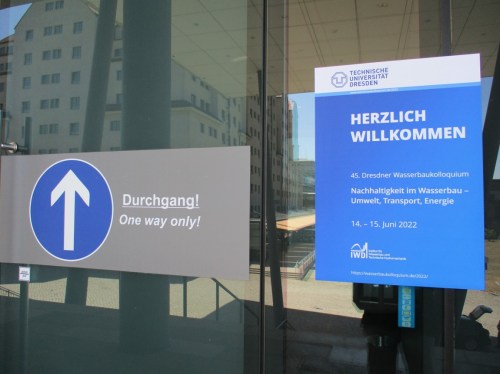 Durchgang!
One way only!
TECHNISCHE
UNIVERSITÄT
DRESDEN
HERZLICH
WILLKOMMEN
45. Dresdner Wasserbaukolloquium
Nachhaltigkeit im Wasserbau –
Umwelt, Transport, Energie
14. – 15. Juni 2022
IWD